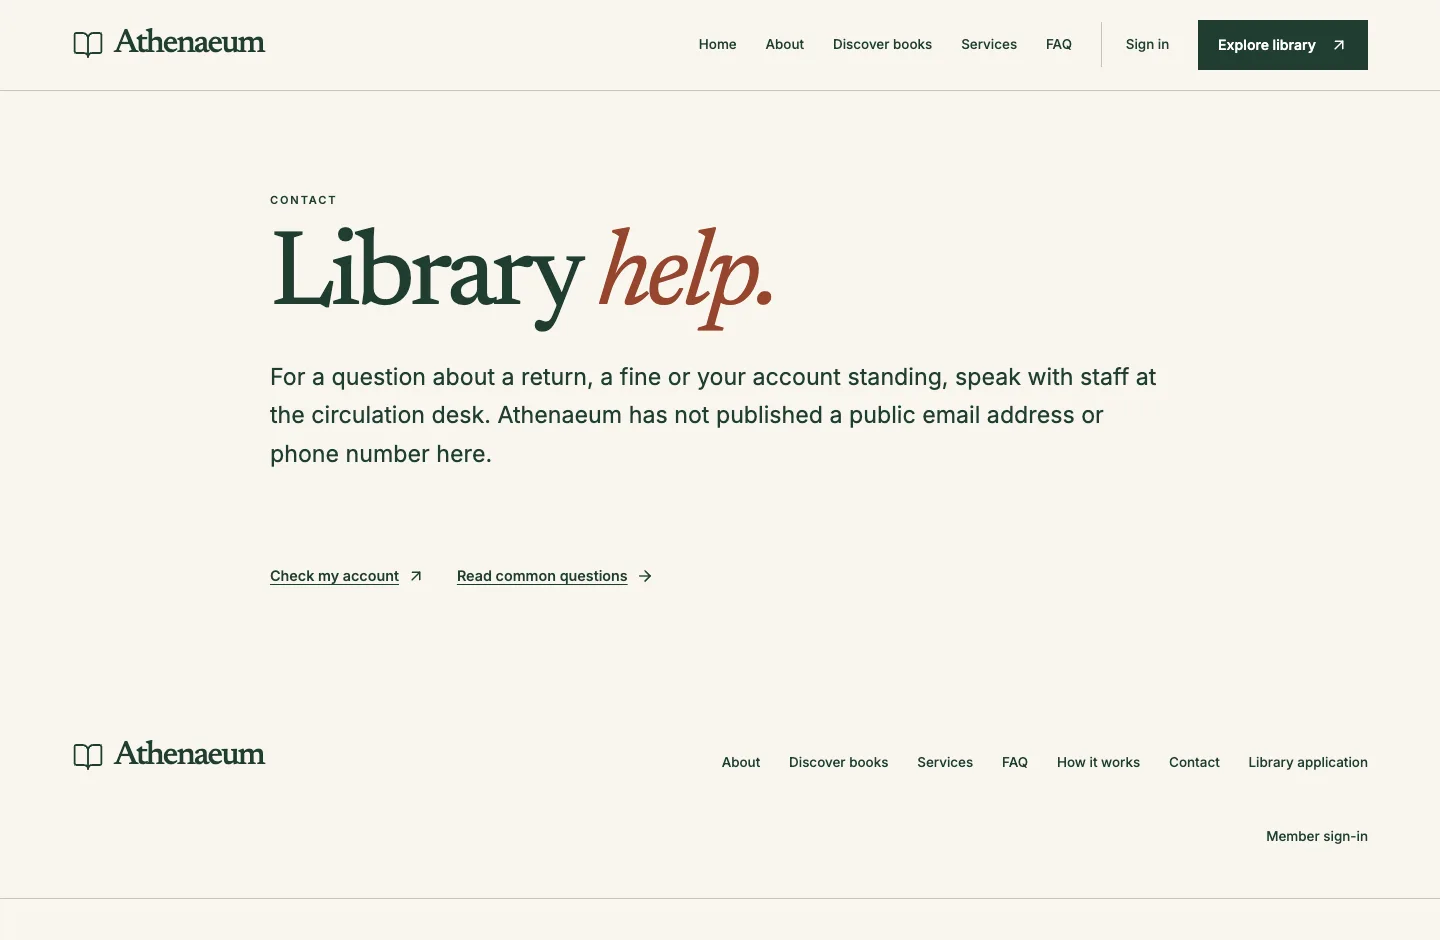 Athenaeum
Home About Discover books Services FAQ Sign in Explore library
CONTACT
Library help.
For a question about a return, a fine or your account standing, speak with staff at
the circulation desk. Athenaeum has not published a public email address or
phone number here.
Check my account Read common questions
Athenaeum
About Discover books Services FAQ How it works Contact Library application
Member sign-in